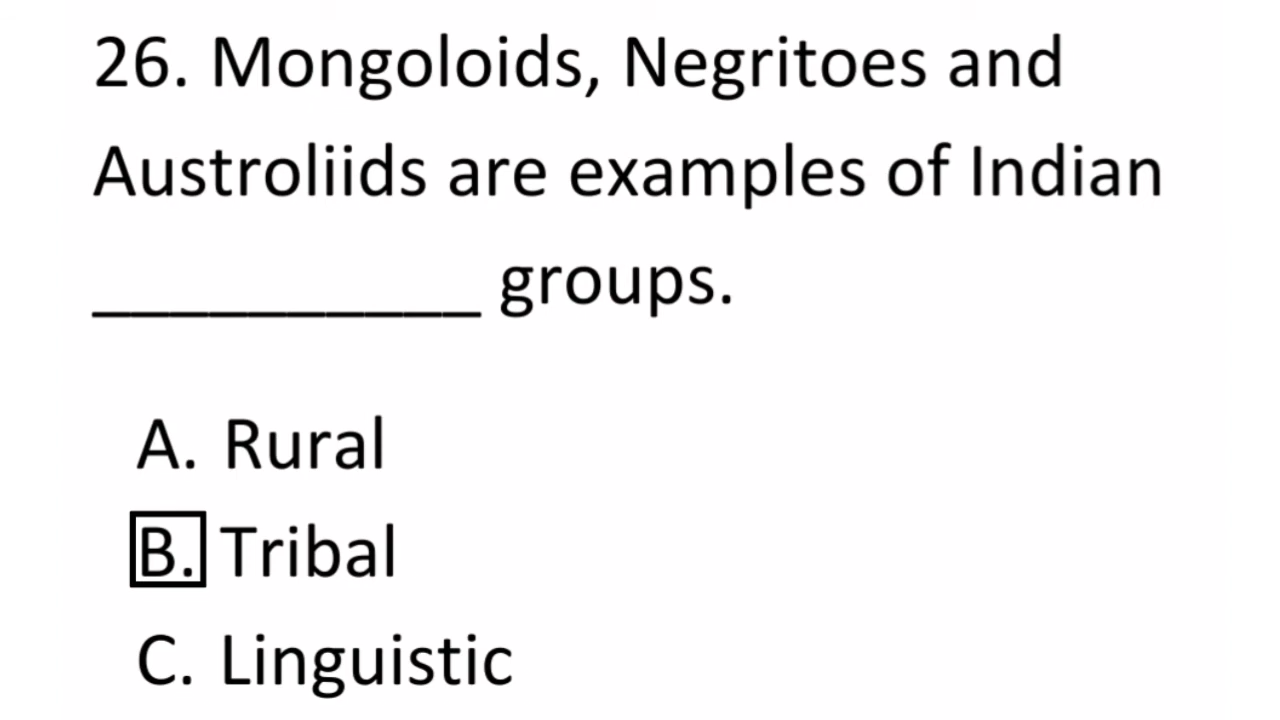 26. Mongoloids, Negritoes and
Austroliids are examples of Indian
___________ groups.
A. Rural
B. Tribal
C. Linguistic